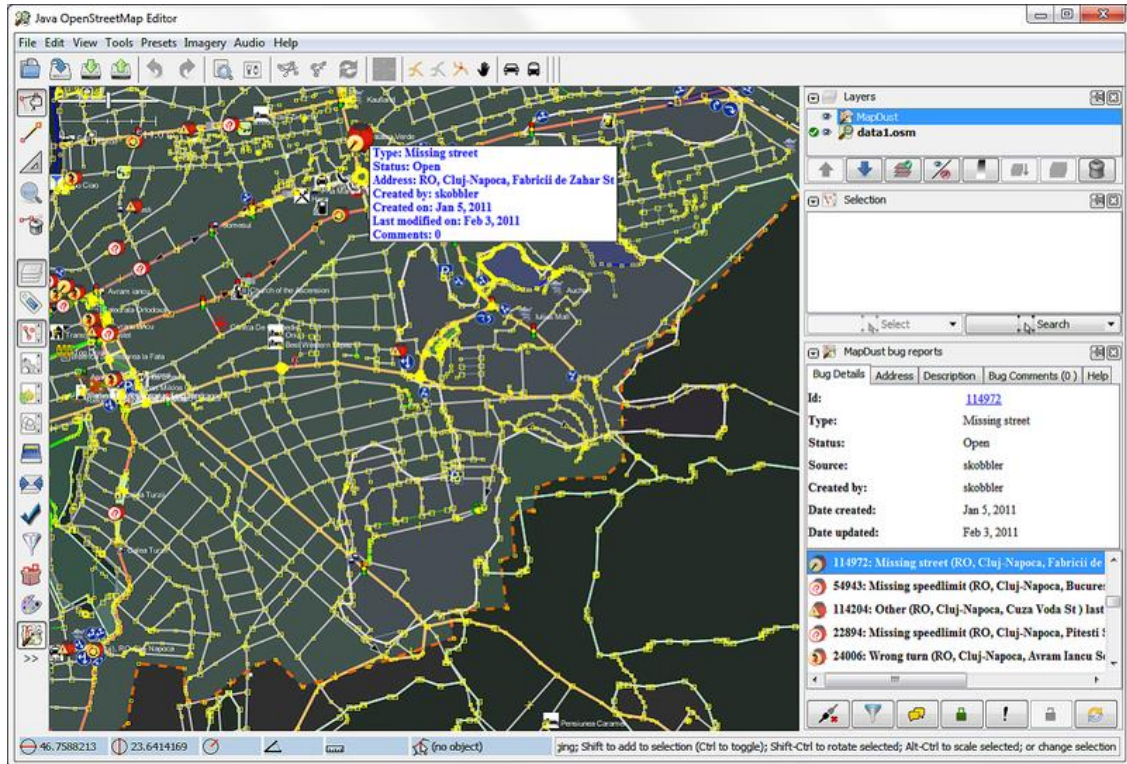 Java OpenStreetMap Editor
File Edit View Tools Presets Imagery Audio Help
Kaufland
Type: Missing street
Status: Open
Address: RO, Cluj-Napoca, Fabricii de Zahar St
Created by: skobbler
Created on: Jan 5, 2011
Last modified on: Feb 3, 2011
Comments: 0
Somesul
Church of the Ascension
Avram Iancu
Iulius Mall
Pensiunea Caramel
Layers
MapDust
data1.osm
Selection
Select
Search
MapDust bug reports
Bug Details Address Description Bug Comments (0 ) Help
Id: 114972
Type: Missing street
Status: Open
Source: skobbler
Created by: skobbler
Date created: Jan 5, 2011
Date updated: Feb 3, 2011
114972: Missing street (RO, Cluj-Napoca, Fabricii de
54943: Missing speedlimit (RO, Cluj-Napoca, Bucures
114204: Other (RO, Cluj-Napoca, Cuza Voda St ) last
22894: Missing speedlimit (RO, Cluj-Napoca, Pitesti S
24006: Wrong turn (RO, Cluj-Napoca, Avram Iancu S
>>
46.7588213 23.6414169 (no object) ging; Shift to add to selection (Ctrl to toggle); Shift-Ctrl to rotate selected; Alt-Ctrl to scale selected; or change selection